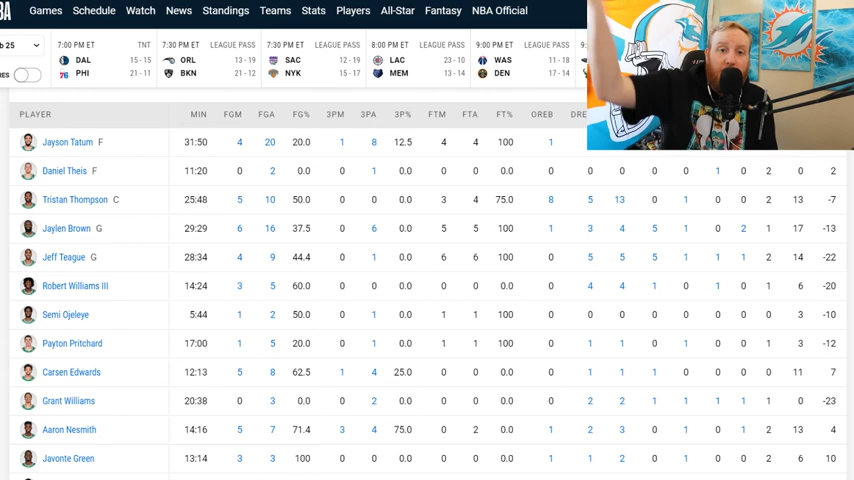 BA Games Schedule Watch News Standings Teams Stats Players All-Star Fantasy NBA Official
b 25 7:00 PM ET TNT 7:30 PM ET LEAGUE PASS 7:30 PM ET LEAGUE PASS 8:00 PM ET LEAGUE PASS 9:00 PM ET LEAGUE PASS 9:
DAL 15 - 15 ORL 13 - 19 SAC 12 - 19 LAC 23 - 10 WAS 11 - 18
RES PHI 21 - 11 BKN 21 - 12 NYK 15 - 17 MEM 13 - 14 DEN 17 - 14
PLAYER MIN FGM FGA FG% 3PM 3PA 3P% FTM FTA FT% OREB DRE
Jayson Tatum F 31:50 4 20 20.0 1 8 12.5 4 4 100 1
Daniel Theis F 11:20 0 2 0.0 0 1 0.0 0 0 0.0 0 0 0 0 0 1 0 2 0 2
Tristan Thompson C 25:48 5 10 50.0 0 0 0.0 3 4 75.0 8 5 13 0 1 0 0 2 13 -7
Jaylen Brown G 29:29 6 16 37.5 0 6 0.0 5 5 100 1 3 4 5 1 0 2 1 17 -13
Jeff Teague G 28:34 4 9 44.4 0 1 0.0 6 6 100 0 5 5 5 1 1 1 2 14 -22
Robert Williams III 14:24 3 5 60.0 0 0 0.0 0 0 0.0 0 4 4 1 0 1 0 1 6 -20
Semi Ojeleye 5:44 1 2 50.0 0 1 0.0 1 1 100 0 0 0 0 0 0 0 0 3 -10
Payton Pritchard 17:00 1 5 20.0 0 1 0.0 1 1 100 0 1 1 0 1 0 0 1 3 -12
Carsen Edwards 12:13 5 8 62.5 1 4 25.0 0 0 0.0 0 1 1 1 0 0 0 0 11 7
Grant Williams 20:38 0 3 0.0 0 2 0.0 0 0 0.0 0 2 2 1 1 1 1 1 0 -23
Aaron Nesmith 14:16 5 7 71.4 3 4 75.0 0 2 0.0 1 2 3 0 1 0 1 2 13 4
Javonte Green 13:14 3 3 100 0 0 0.0 0 0 0.0 1 1 2 0 1 0 0 2 6 10